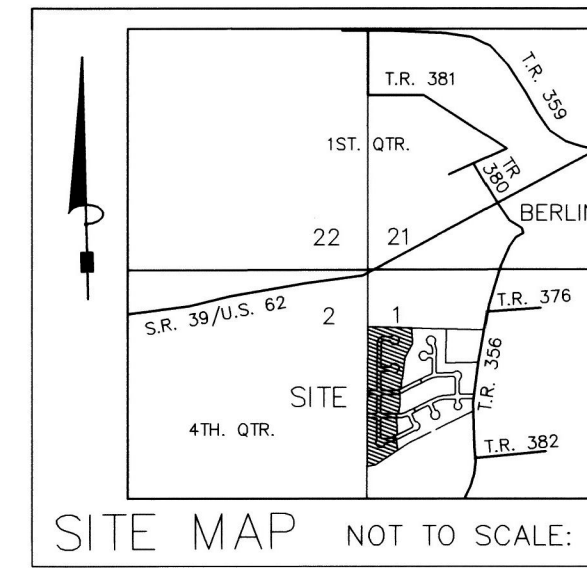 T.R. 381
T.R. 359
1ST. QTR.
TR
380
BERLIN
22
21
S.R. 39/U.S. 62
2
1
T.R. 376
T.R. 356
SITE
4TH. QTR.
T.R. 382
SITE MAP NOT TO SCALE: